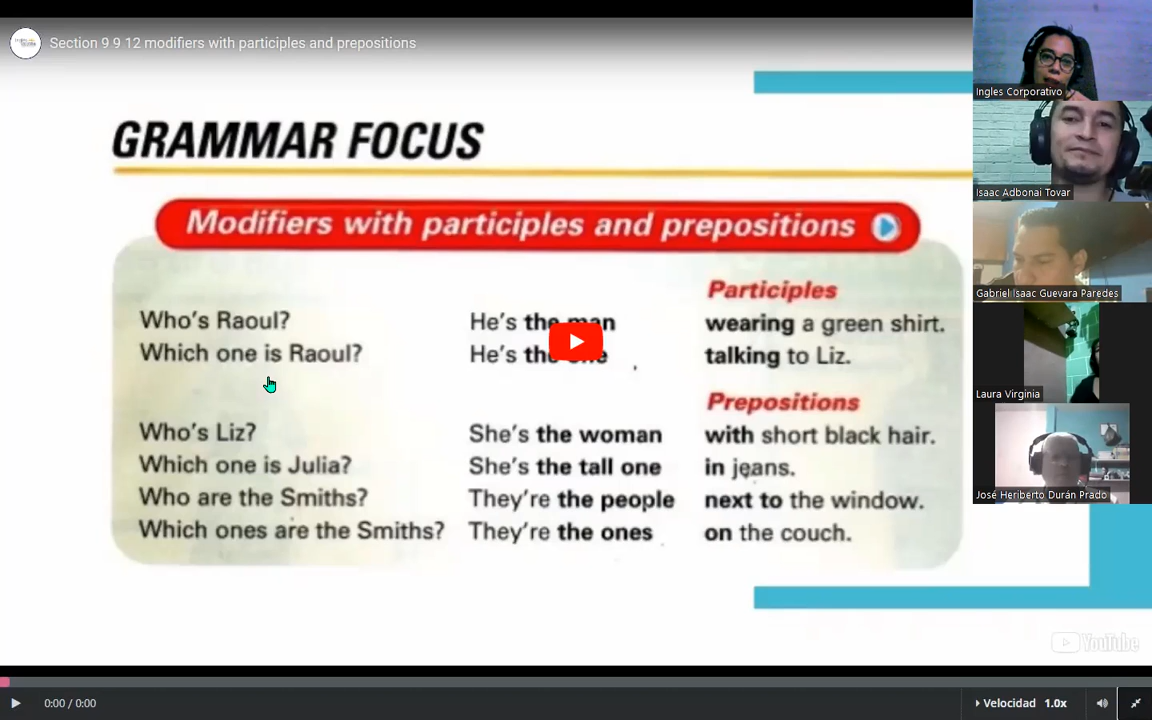 Section 9 9 12 modifiers with participles and prepositions
GRAMMAR FOCUS
Modifiers with participles and prepositions
Participles
Who's Raoul? He's the man wearing a green shirt.
Which one is Raoul? He's the one talking to Liz.
Prepositions
Who's Liz? She's the woman with short black hair.
Which one is Julia? She's the tall one in jeans.
Who are the Smiths? They're the people next to the window.
Which ones are the Smiths? They're the ones on the couch.
Ingles Corporativo
Isaac Adbonai Tovar
Gabriel Isaac Guevara Paredes
Laura Virginia
José Heriberto Durán Prado
YouTube
0:00 / 0:00
Velocidad 1.0x